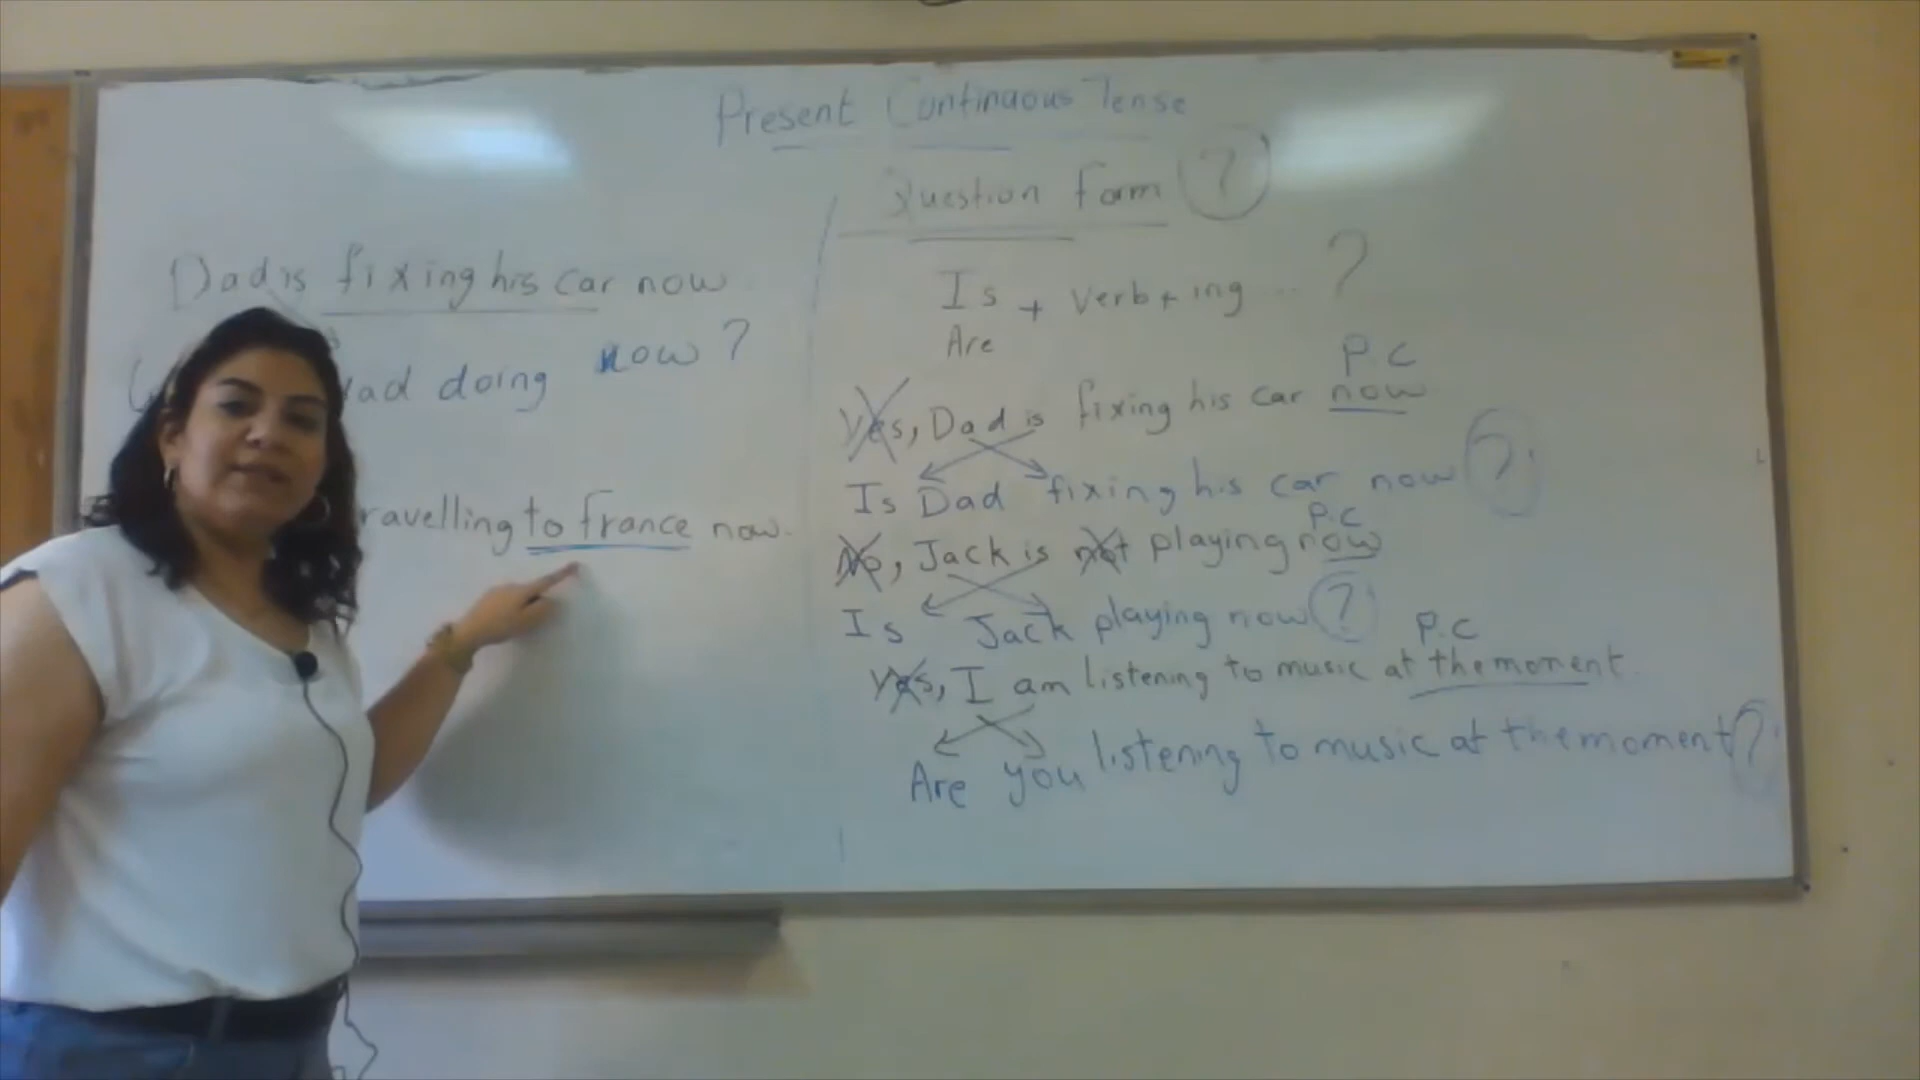 Present Continuous Tense
Question form ?
Dad is fixing his car now
doing now ?
travelling to france now.
Is + verb + ing ... ?
Are
P.C
Yes, Dad is fixing his car now
Is Dad fixing his car now ?
P.C
No, Jack is not playing now
Is Jack playing now ?
P.C
Yes, I am listening to music at the moment.
Are you listening to music at the moment ?